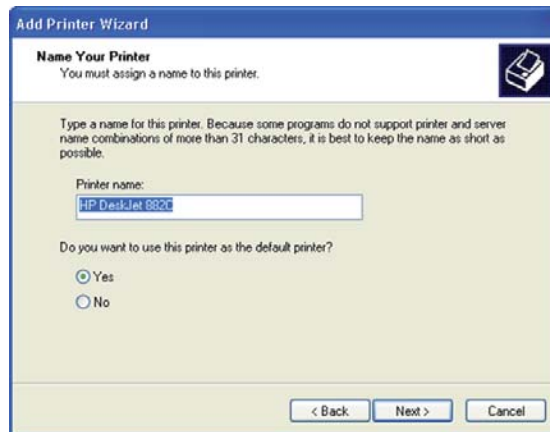 Add Printer Wizard
Name Your Printer
You must assign a name to this printer.
Type a name for this printer. Because some programs do not support printer and server
name combinations of more than 31 characters, it is best to keep the name as short as
possible.
Printer name:
HP DeskJet 882C
Do you want to use this printer as the default printer?
Yes
No
< Back
Next >
Cancel